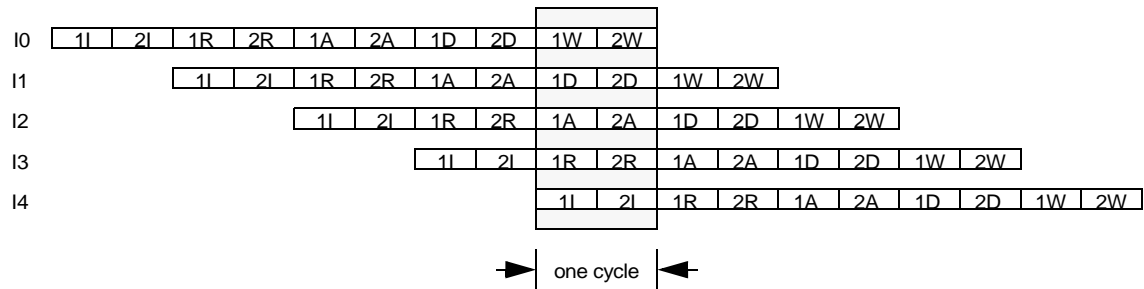 I0 1I 2I 1R 2R 1A 2A 1D 2D 1W 2W
I1 1I 2I 1R 2R 1A 2A 1D 2D 1W 2W
I2 1I 2I 1R 2R 1A 2A 1D 2D 1W 2W
I3 1I 2I 1R 2R 1A 2A 1D 2D 1W 2W
I4 1I 2I 1R 2R 1A 2A 1D 2D 1W 2W
one cycle